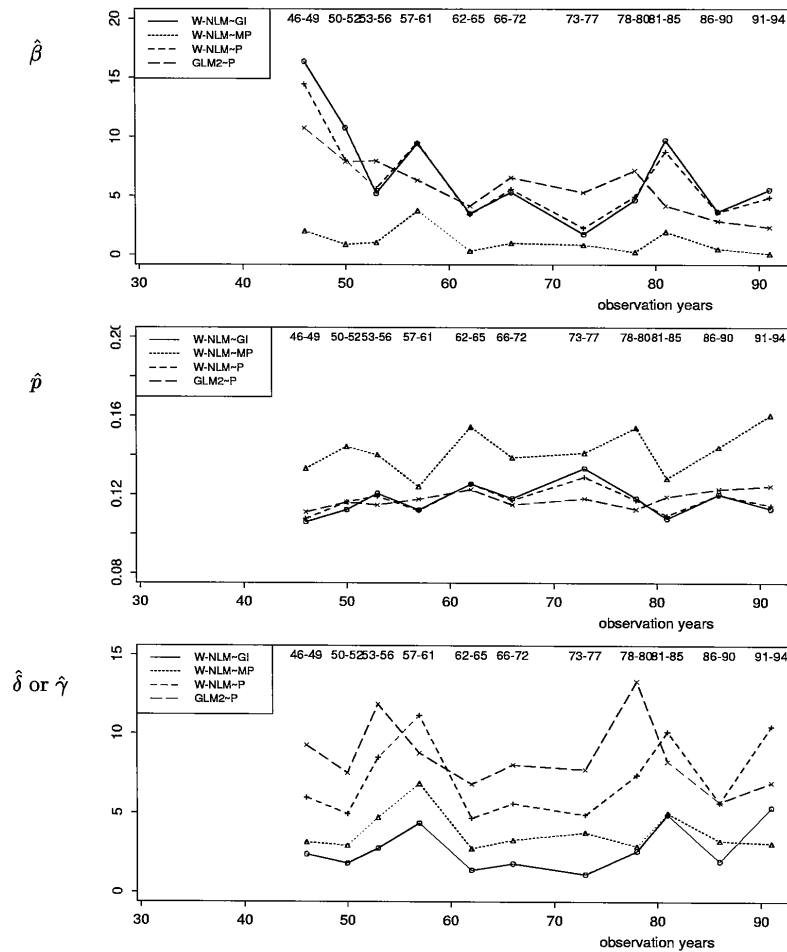 β̂
20
15
10
5
0
W-NLM~GI
W-NLM~MP
W-NLM~P
GLM2~P
46-49 50-52 53-56 57-61 62-65 66-72 73-77 78-80 81-85 86-90 91-94
30 40 50 60 70 80 90
observation years
p̂
0.20
0.16
0.12
0.08
W-NLM~GI
W-NLM~MP
W-NLM~P
GLM2~P
46-49 50-52 53-56 57-61 62-65 66-72 73-77 78-80 81-85 86-90 91-94
30 40 50 60 70 80 90
observation years
δ̂ or γ̂
15
10
5
0
W-NLM~GI
W-NLM~MP
W-NLM~P
GLM2~P
46-49 50-52 53-56 57-61 62-65 66-72 73-77 78-80 81-85 86-90 91-94
30 40 50 60 70 80 90
observation years